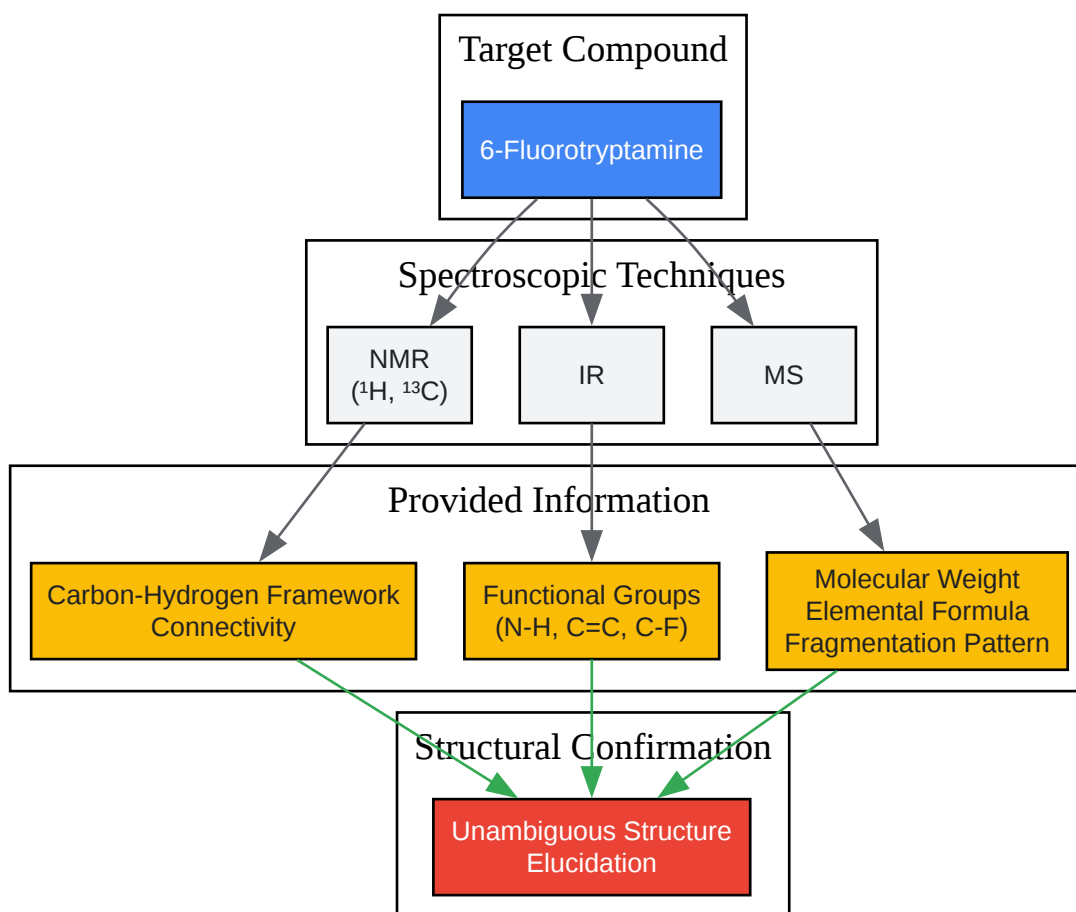 Target Compound
6-Fluorotryptamine
Spectroscopic Techniques
NMR
(¹H, ¹³C)
IR
MS
Provided Information
Carbon-Hydrogen Framework
Connectivity
Functional Groups
(N-H, C=C, C-F)
Molecular Weight
Elemental Formula
Fragmentation Pattern
Structural Confirmation
Unambiguous Structure
Elucidation